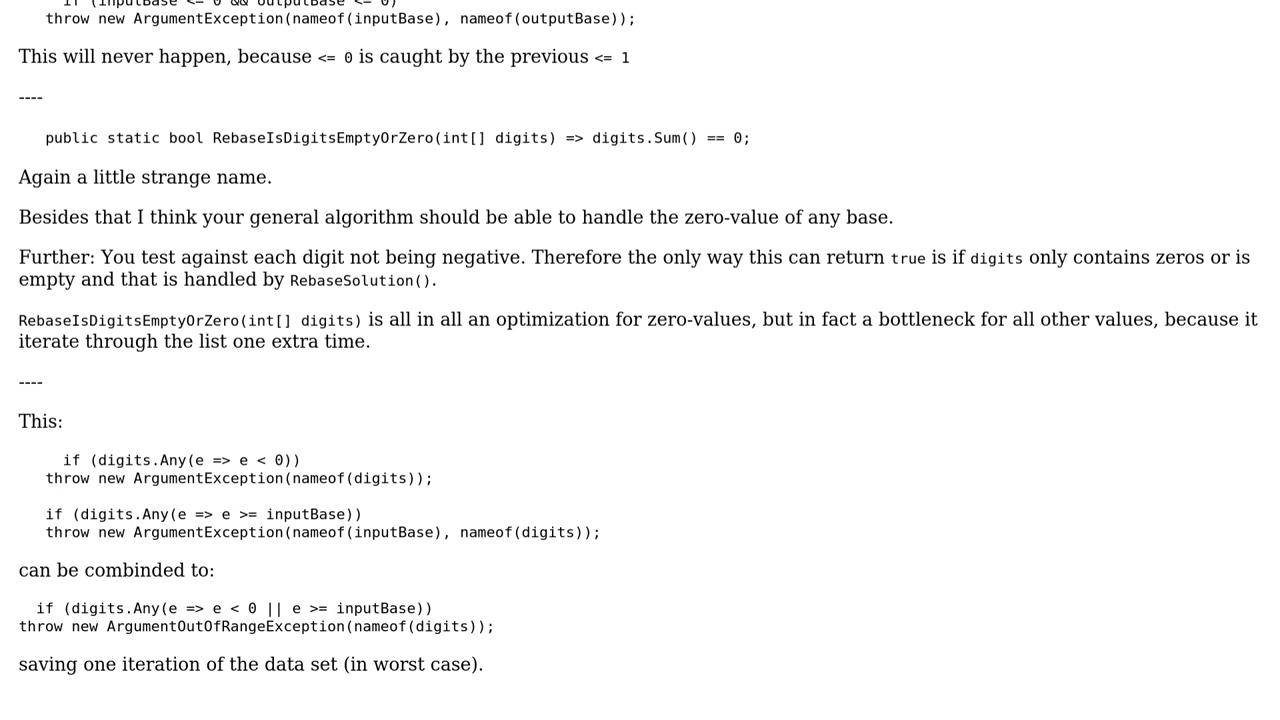 if (inputBase <= 0 && outputBase <= 0)
throw new ArgumentException(nameof(inputBase), nameof(outputBase));
This will never happen, because <= 0 is caught by the previous <= 1
----
public static bool RebaseIsDigitsEmptyOrZero(int[] digits) => digits.Sum() == 0;
Again a little strange name.
Besides that I think your general algorithm should be able to handle the zero-value of any base.
Further: You test against each digit not being negative. Therefore the only way this can return true is if digits only contains zeros or is
empty and that is handled by RebaseSolution().
RebaseIsDigitsEmptyOrZero(int[] digits) is all in all an optimization for zero-values, but in fact a bottleneck for all other values, because it
iterate through the list one extra time.
----
This:
if (digits.Any(e => e < 0))
throw new ArgumentException(nameof(digits));
if (digits.Any(e => e >= inputBase))
throw new ArgumentException(nameof(inputBase), nameof(digits));
can be combinded to:
if (digits.Any(e => e < 0 || e >= inputBase))
throw new ArgumentOutOfRangeException(nameof(digits));
saving one iteration of the data set (in worst case).